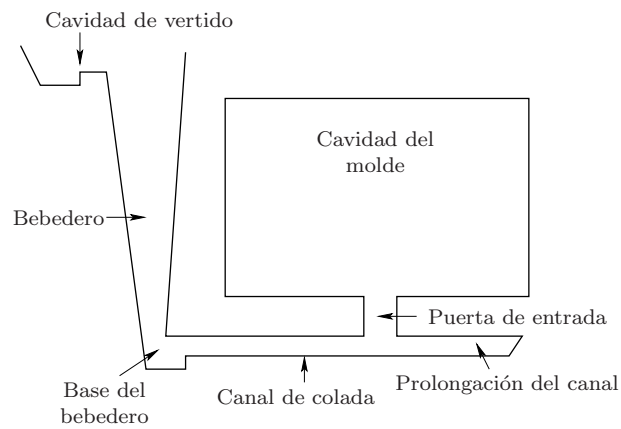 Cavidad de vertido
Cavidad del
molde
Bebedero
Puerta de entrada
Base del
bebedero
Canal de colada
Prolongación del canal